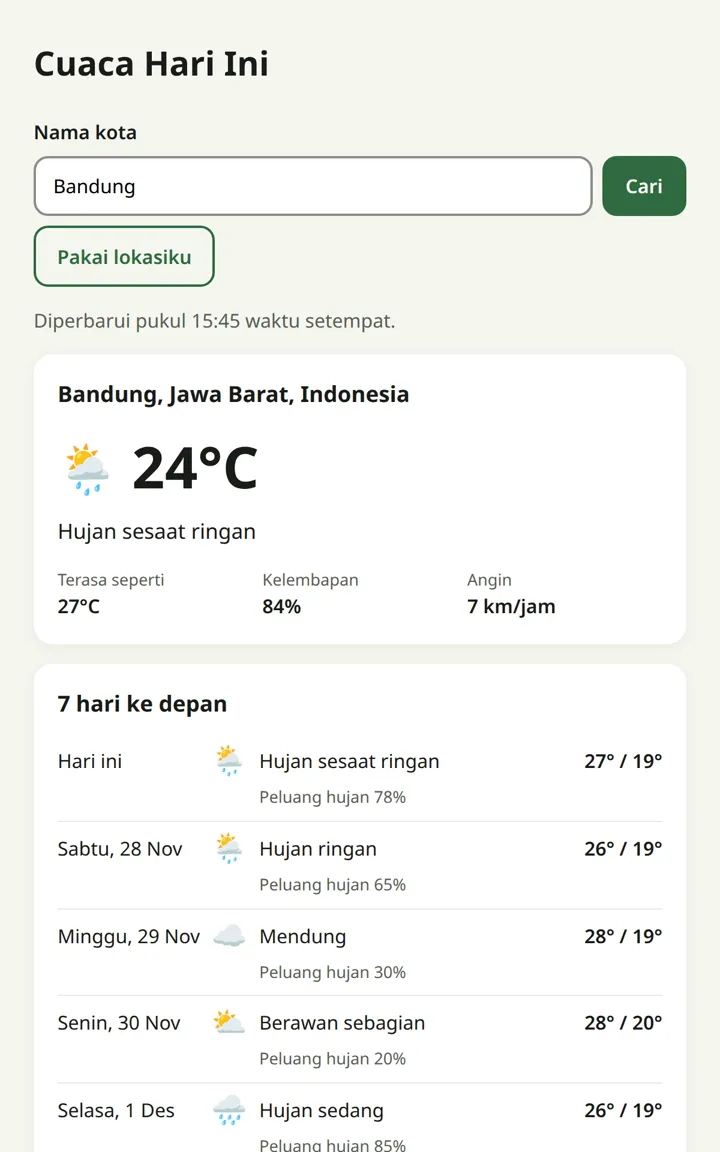 Cuaca Hari Ini
Nama kota
Bandung
Cari
Pakai lokasiku
Diperbarui pukul 15:45 waktu setempat.
Bandung, Jawa Barat, Indonesia
24°C
Hujan sesaat ringan
Terasa seperti Kelembapan Angin
27°C 84% 7 km/jam
7 hari ke depan
Hari ini Hujan sesaat ringan 27° / 19°
Peluang hujan 78%
Sabtu, 28 Nov Hujan ringan 26° / 19°
Peluang hujan 65%
Minggu, 29 Nov Mendung 28° / 19°
Peluang hujan 30%
Senin, 30 Nov Berawan sebagian 28° / 20°
Peluang hujan 20%
Selasa, 1 Des Hujan sedang 26° / 19°
Peluang hujan 85%